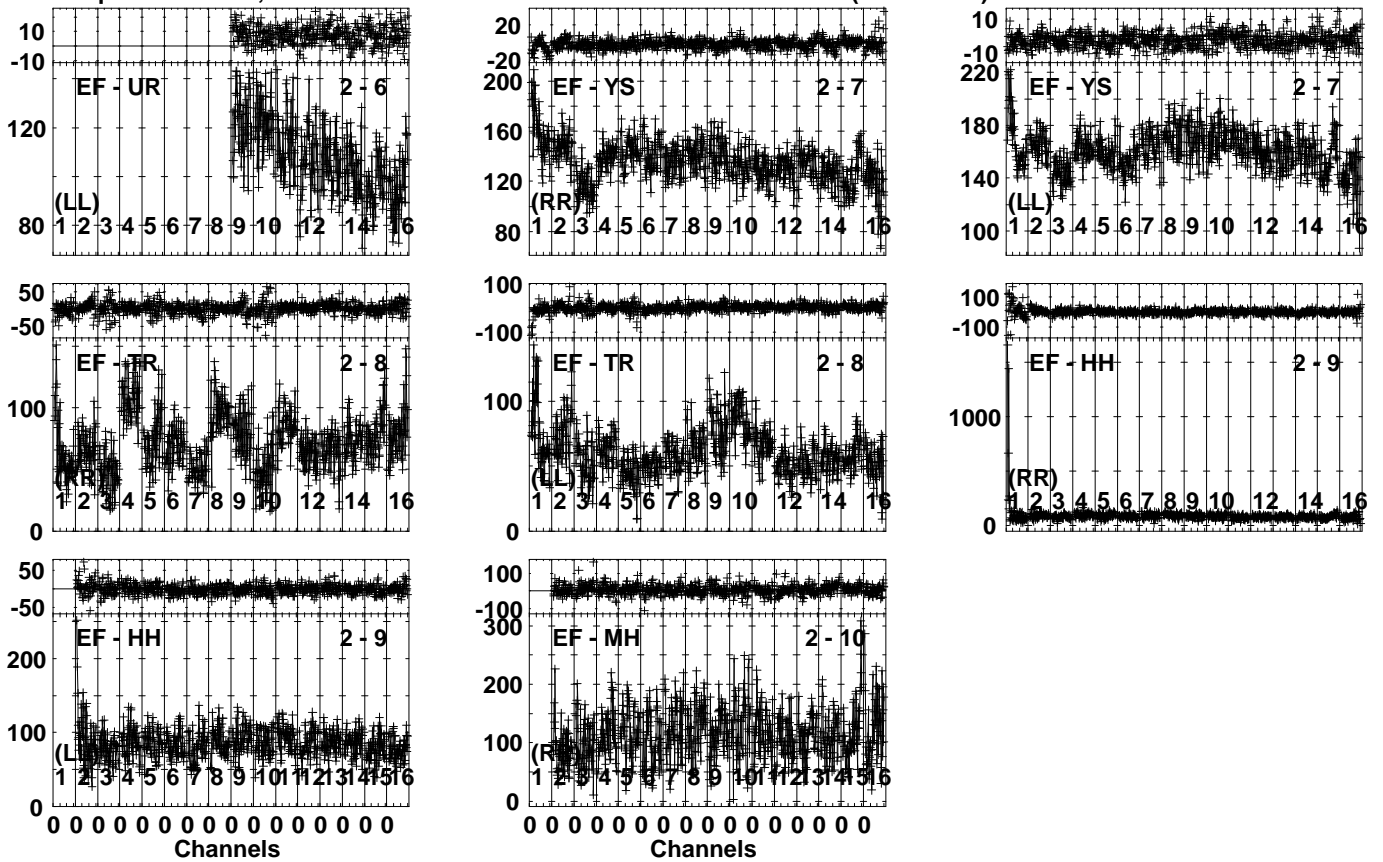 10
-10
EF - UR 2 - 6
120
(LL)
80
1 2 3 4 5 6 7 8 9 10 12 14 16
20
-20
200
EF - YS 2 - 7
160
120
(RR)
80
1 2 3 4 5 6 7 8 9 10 12 14 16
10
-10
220
EF - YS 2 - 7
180
140
(LL)
100
1 2 3 4 5 6 7 8 9 10 12 14 16
50
-50
EF - TR 2 - 8
100
(RR)
1 2 3 4 5 6 7 8 9 10 12 14 16
0
100
-100
EF - TR 2 - 8
100
(LL)
1 2 3 4 5 6 7 8 9 10 12 14 16
0
100
-100
EF - HH 2 - 9
1000
(RR)
1 2 3 4 5 6 7 8 9 10 12 14 16
0
50
-50
EF - HH 2 - 9
200
100
1 2 3 4 5 6 7 8 9 10 11 12 13 14 15 16
0
0 0 0 0 0 0 0 0 0 0 0 0 0 0 0 0
Channels
100
-100
300
EF - MH 2 - 10
200
100
1 2 3 4 5 6 7 8 9 10 11 12 13 14 15 16
0
0 0 0 0 0 0 0 0 0 0 0 0 0 0 0 0
Channels